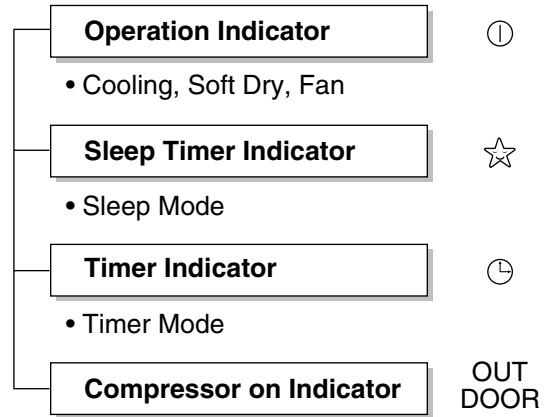 Operation Indicator
• Cooling, Soft Dry, Fan
Sleep Timer Indicator
• Sleep Mode
Timer Indicator
• Timer Mode
Compressor on Indicator
OUT
DOOR